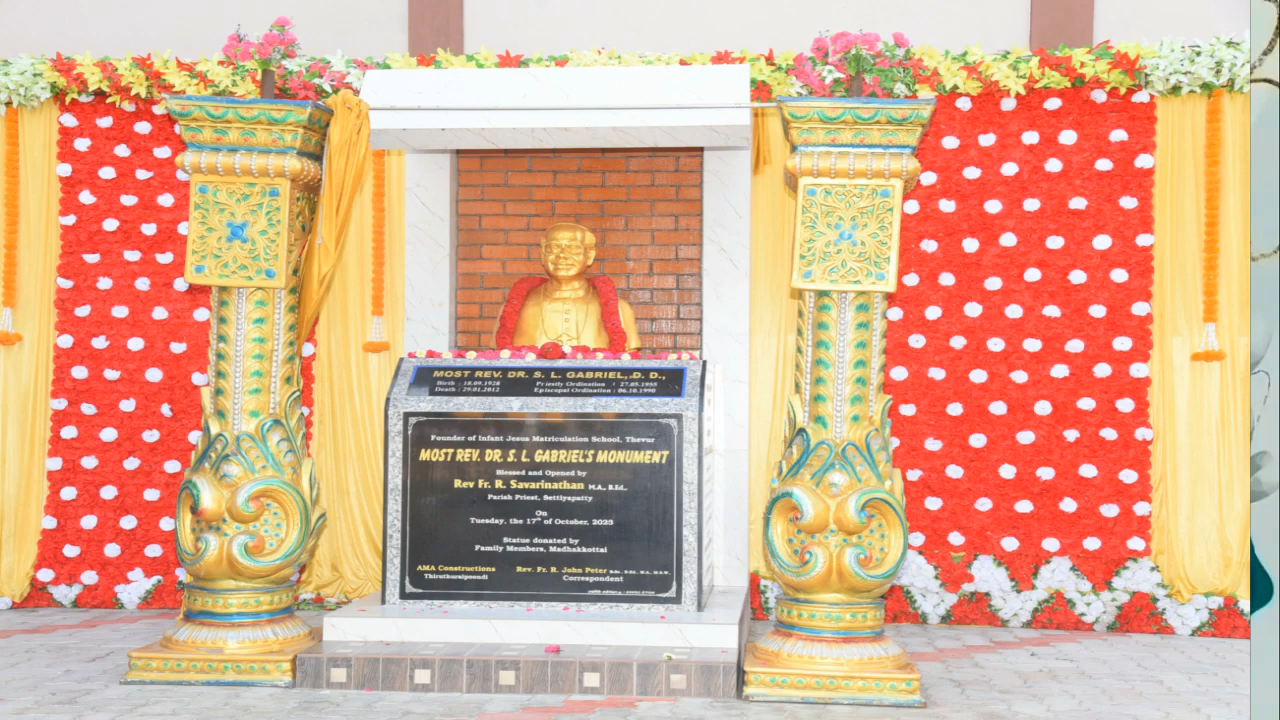 MOST REV. DR. S. L. GABRIEL,. D. D.,
Birth : 18.09.1928 Priestly Ordination : 27.05.1955
Death : 29.01.2012 Episcopal Ordination : 06.10.1990
Founder of Infant Jesus Matriculation School, Thevur
MOST REV. DR. S. L. GABRIEL'S MONUMENT
Blessed and Opened by
Rev Fr. R. Savarinathan M.A., B.Ed.,
Parish Priest, Settiyapatty
On
Tuesday, the 17th of October, 2023
Statue donated by
Family Members, Madhakkottai
AMA Constructions Rev. Fr. R. John Peter
Thiruthuraipoondi Correspondent